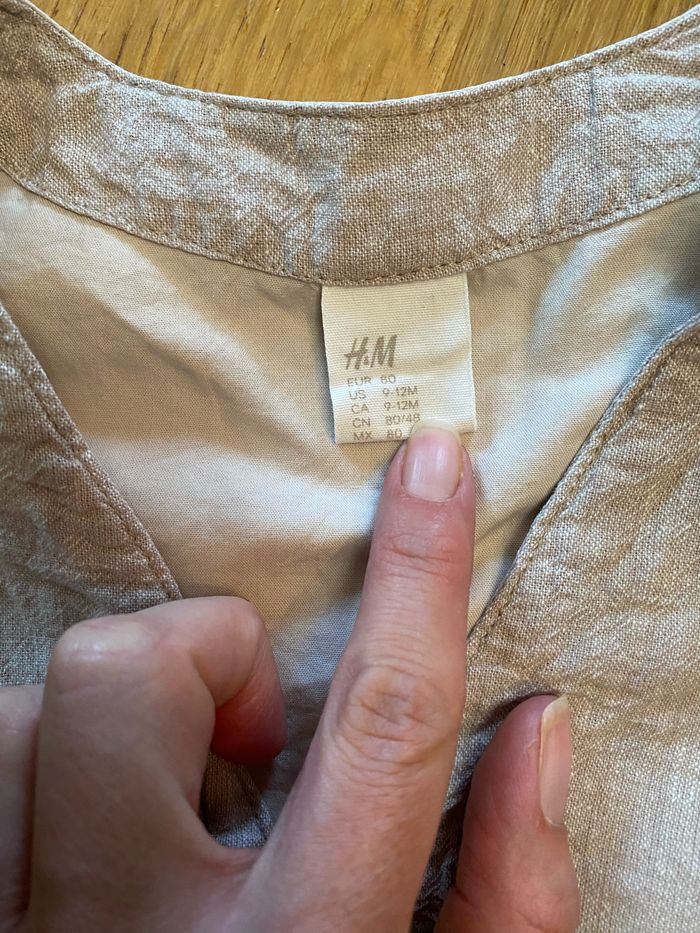 H&M
EUR 80
US 9-12M
CA 9-12M
CN 80/48
MX 80